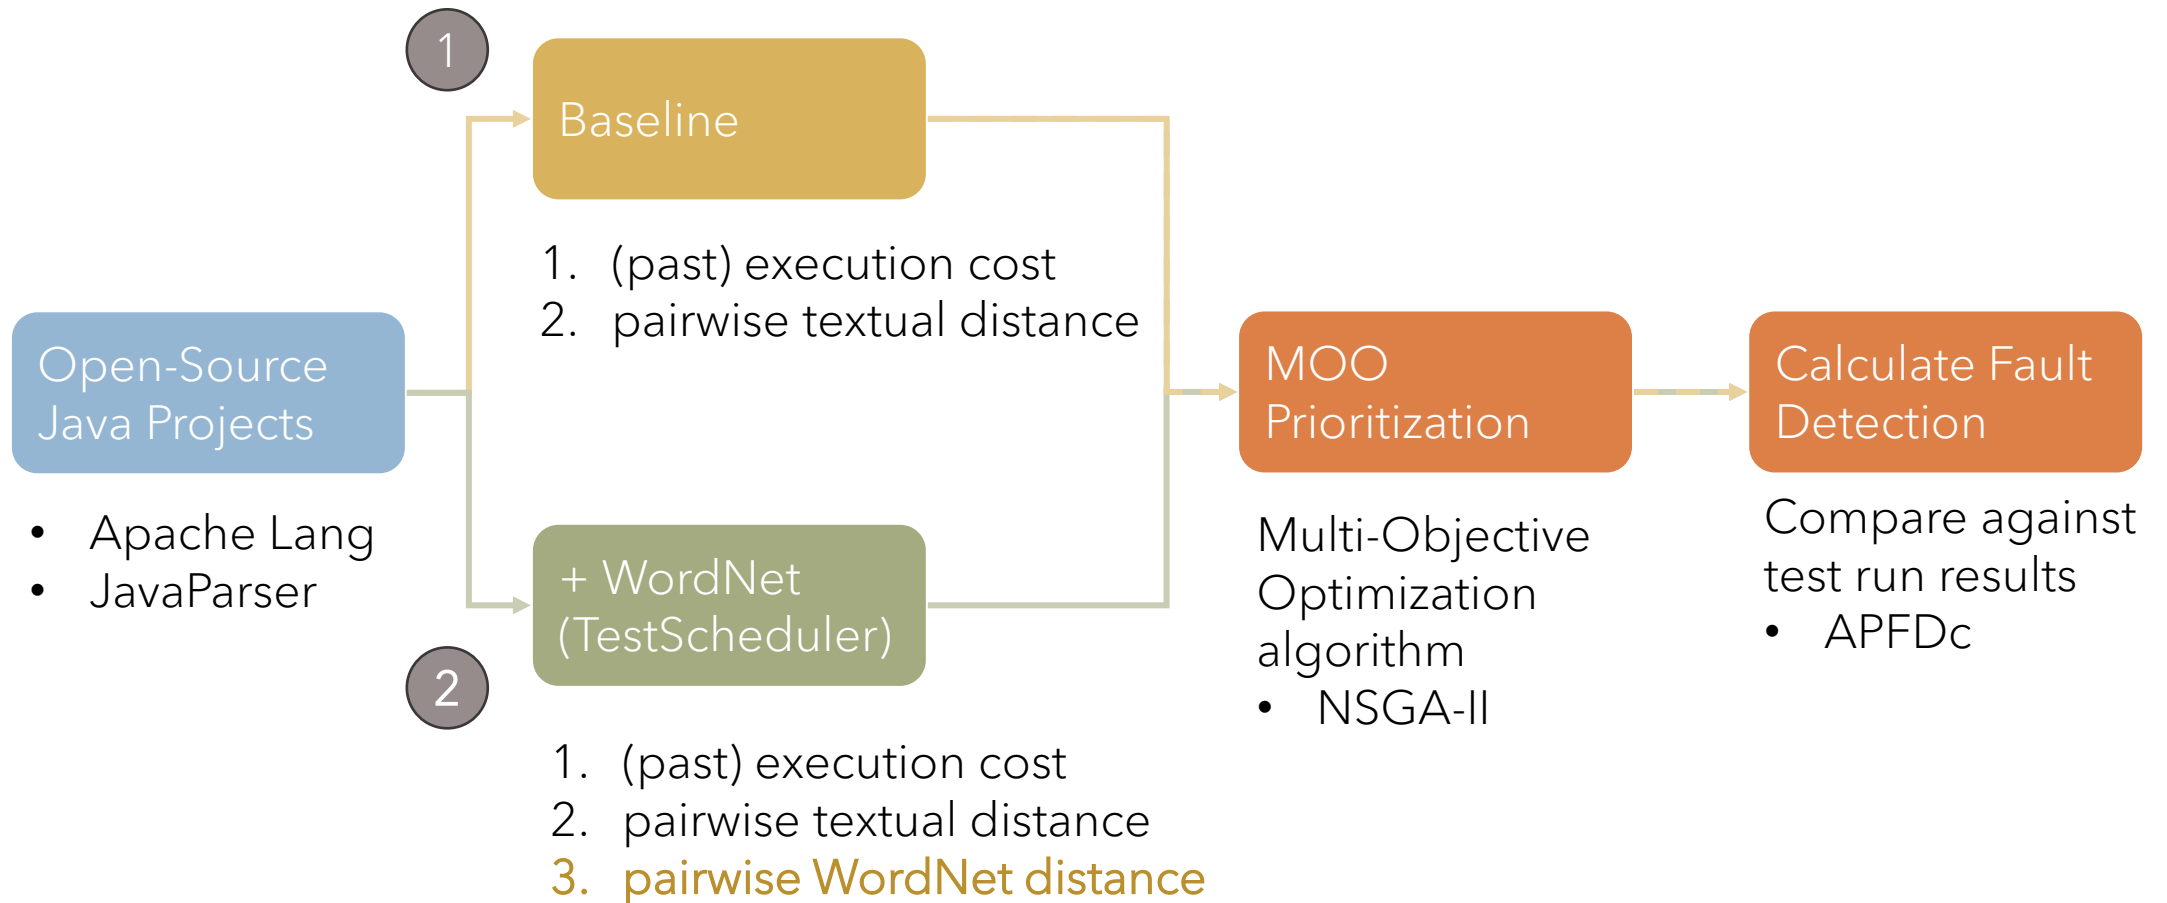 1
Baseline
1. (past) execution cost
2. pairwise textual distance
Open-Source
Java Projects
• Apache Lang
• JavaParser
+ WordNet
(TestScheduler)
2
1. (past) execution cost
2. pairwise textual distance
3. pairwise WordNet distance
MOO
Prioritization
Multi-Objective
Optimization
algorithm
• NSGA-II
Calculate Fault
Detection
Compare against
test run results
• APFDc